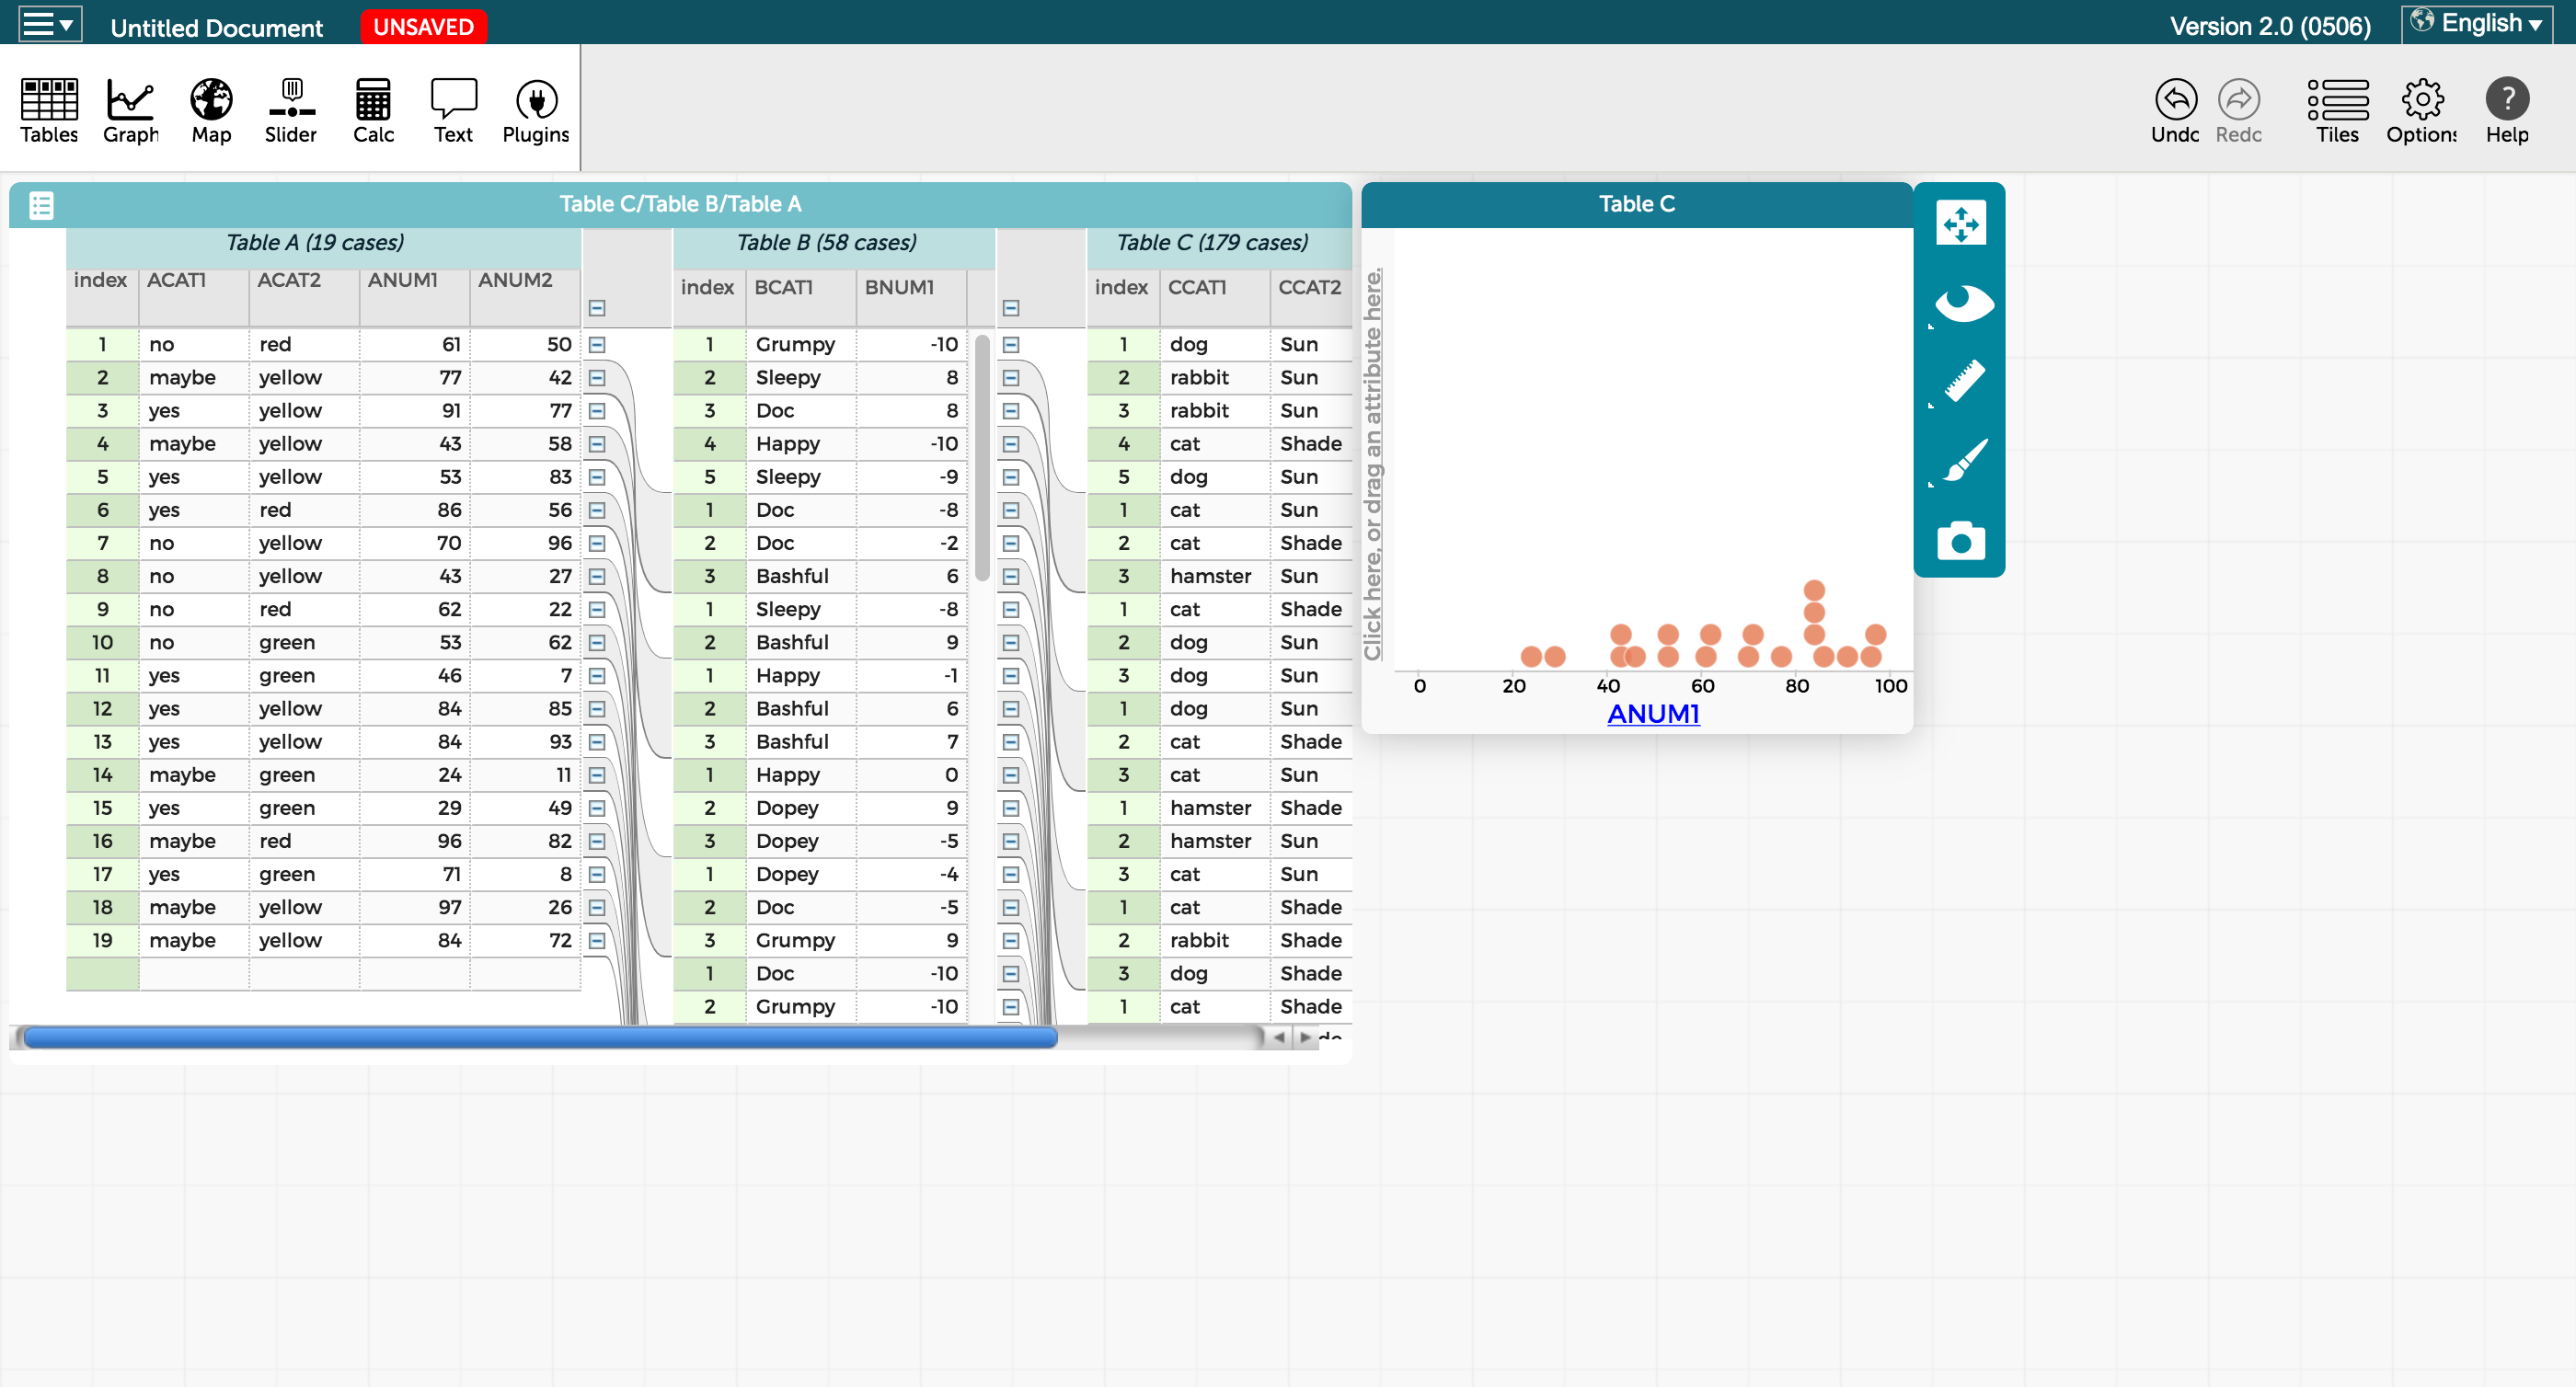 Untitled Document UNSAVED Version 2.0 (0506) English
Tables Graph Map Slider Calc Text Plugins Undo Redo Tiles Options Help
Table C/Table B/Table A
Table A (19 cases) Table B (58 cases) Table C (179 cases)
index ACAT1 ACAT2 ANUM1 ANUM2 index BCAT1 BNUM1 index CCAT1 CCAT2
1 no red 61 50 1 Grumpy -10 1 dog Sun
2 maybe yellow 77 42 2 Sleepy 8 2 rabbit Sun
3 yes yellow 91 77 3 Doc 8 3 rabbit Sun
4 maybe yellow 43 58 4 Happy -10 4 cat Shade
5 yes yellow 53 83 5 Sleepy -9 5 dog Sun
6 yes red 86 56 1 Doc -8 1 cat Sun
7 no yellow 70 96 2 Doc -2 2 cat Shade
8 no yellow 43 27 3 Bashful 6 3 hamster Sun
9 no red 62 22 1 Sleepy -8 1 cat Shade
10 no green 53 62 2 Bashful 9 2 dog Sun
11 yes green 46 7 1 Happy -1 3 dog Sun
12 yes yellow 84 85 2 Bashful 6 1 dog Sun
13 yes yellow 84 93 3 Bashful 7 2 cat Shade
14 maybe green 24 11 1 Happy 0 3 cat Sun
15 yes green 29 49 2 Dopey 9 1 hamster Shade
16 maybe red 96 82 3 Dopey -5 2 hamster Sun
17 yes green 71 8 1 Dopey -4 3 cat Sun
18 maybe yellow 97 26 2 Doc -5 1 cat Shade
19 maybe yellow 84 72 3 Grumpy 9 2 rabbit Shade
1 Doc -10 3 dog Shade
2 Grumpy -10 1 cat Shade
Table C
Click here, or drag an attribute here.
0 20 40 60 80 100
ANUM1